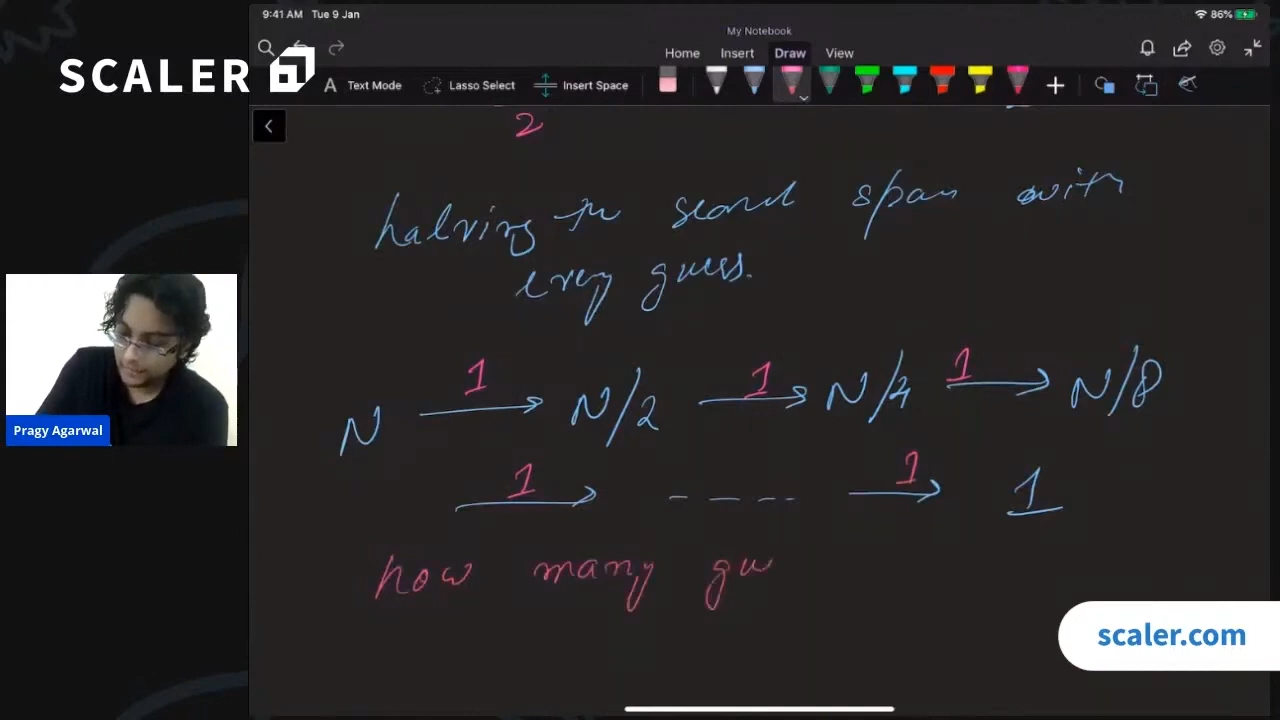 9:41 AM Tue 9 Jan
86%
My Notebook
Home Insert Draw View
SCALER
A Text Mode Lasso Select Insert Space
2
halving the search span with
every guess.
N 1 → N/2 1 → N/4 1 → N/8
1 → - - - - 1 → 1
how many gu
Pragy Agarwal
scaler.com